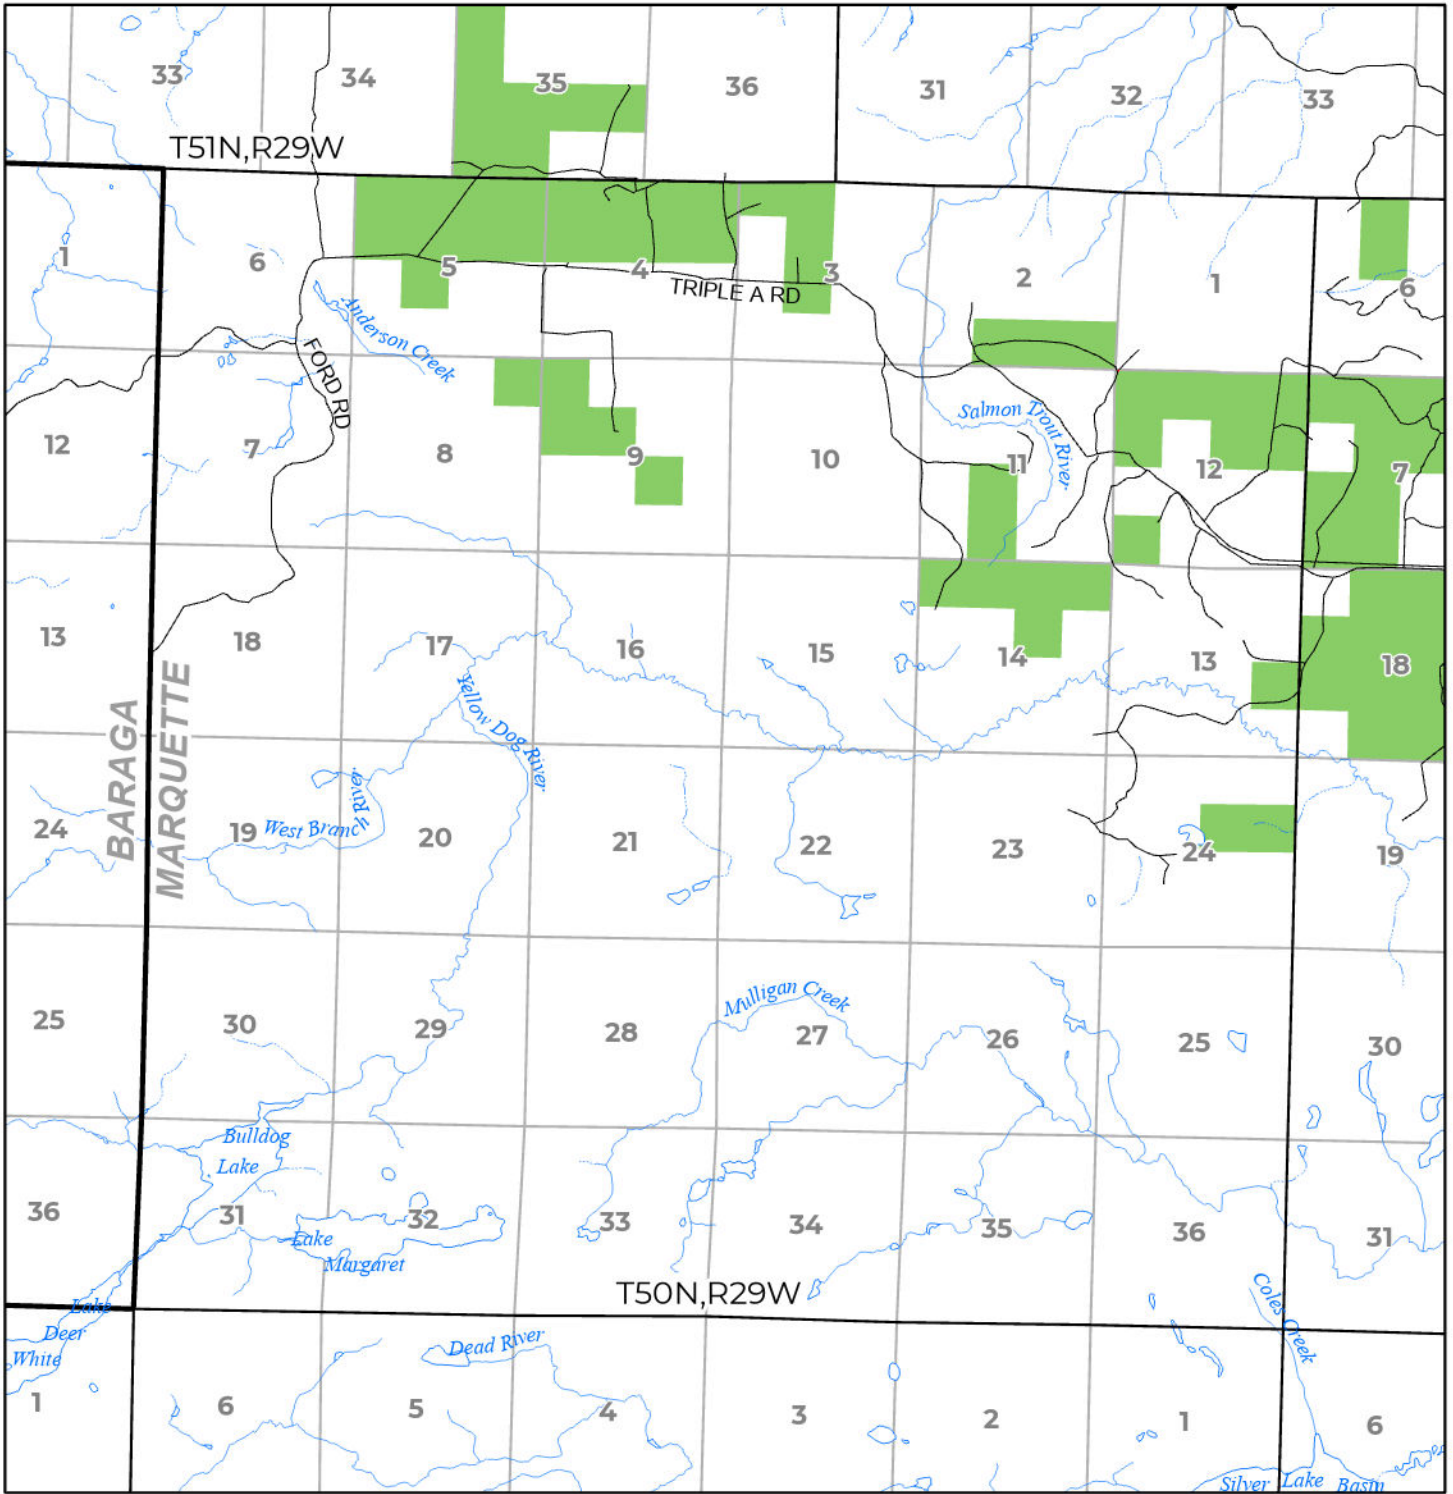 33 34 35 36 31 32 33
T51N,R29W
1 6 5 4 3 2 1 6
TRIPLE A RD
Anderson Creek
FORD RD
Salmon Trout River
12 7 8 9 10 11 12 7
13 18 17 16 15 14 13 18
Yellow Dog River
BARAGA
MARQUETTE
West Branch
River
24 19 20 21 22 23 24 19
Mulligan Creek
25 30 29 28 27 26 25 30
Bulldog
Lake
36 31 32 33 34 35 36 31
Lake
Margaret
T50N,R29W
Coles Creek
Lake
Deer
White
Dead River
1 6 5 4 3 2 1 6
Silver Lake Basin